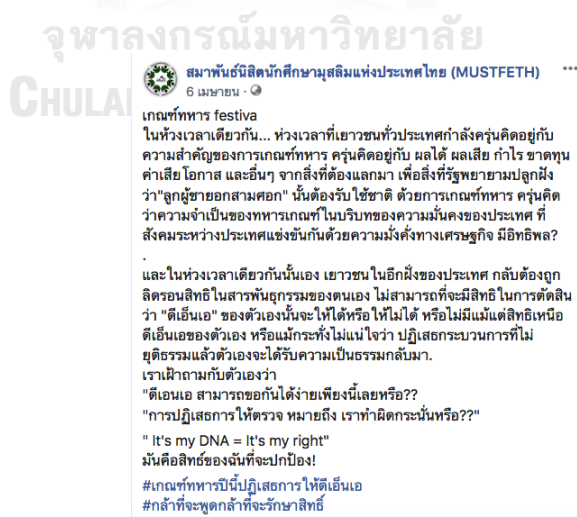 จุฬาลงกรณ์มหาวิทยาลัย
CHULAL
สมาพันธ์นิสิตนักศึกษามุสลิมแห่งประเทศไทย (MUSTFETH)
6 เมษายน ·
เกณฑ์ทหาร festiva
ในห้วงเวลาเดียวกัน... ห่วงเวลาที่เยาวชนทั่วประเทศกำลังครุ่นคิดอยู่กับ
ความสำคัญของการเกณฑ์ทหาร ครุ่นคิดอยู่กับ ผลได้ ผลเสีย กำไร ขาดทุน
ค่าเสียโอกาส และอื่นๆ จากสิ่งที่ต้องแลกมา เพื่อสิ่งที่รัฐพยายามปลูกฝัง
ว่า"ลูกผู้ชายอกสามศอก" นั้นต้องรับใช้ชาติ ด้วยการเกณฑ์ทหาร ครุ่นคิด
ว่าความจำเป็นของทหารเกณฑ์ในบริบทของความมั่นคงของประเทศ ที่
สังคมระหว่างประเทศแข่งขันกันด้วยความมั่งคั่งทางเศรษฐกิจ มีอิทธิพล?
.
และในห่วงเวลาเดียวกันนั้นเอง เยาวชนในอีกฝั่งของประเทศ กลับต้องถูก
ลิดรอนสิทธิในสารพันธุกรรมของตนเอง ไม่สามารถที่จะมีสิทธิในการตัดสิน
ว่า "ดีเอ็นเอ" ของตัวเองนั้นจะให้ได้หรือให้ไม่ได้ หรือไม่มีแม้แต่สิทธิเหนือ
ดีเอ็นเอของตัวเอง หรือแม้กระทั่งไม่แน่ใจว่า ปฏิเสธกระบวนการที่ไม่
ยุติธรรมแล้วตัวเองจะได้รับความเป็นธรรมกลับมา.
เราเฝ้าถามกับตัวเองว่า
"ดีเอนเอ สามารถขอกันได้ง่ายเพียงนี้เลยหรือ??
"การปฏิเสธการให้ตรวจ หมายถึง เราทำผิดกระนั่นหรือ??"
" It's my DNA = It's my right"
มันคือสิทธ์ของฉันที่จะปกป้อง!
#เกณฑ์ทหารปีนี้ปฏิเสธการให้ดีเอ็นเอ
#กล้าที่จะพูดกล้าที่จะรักษาสิทธิ์